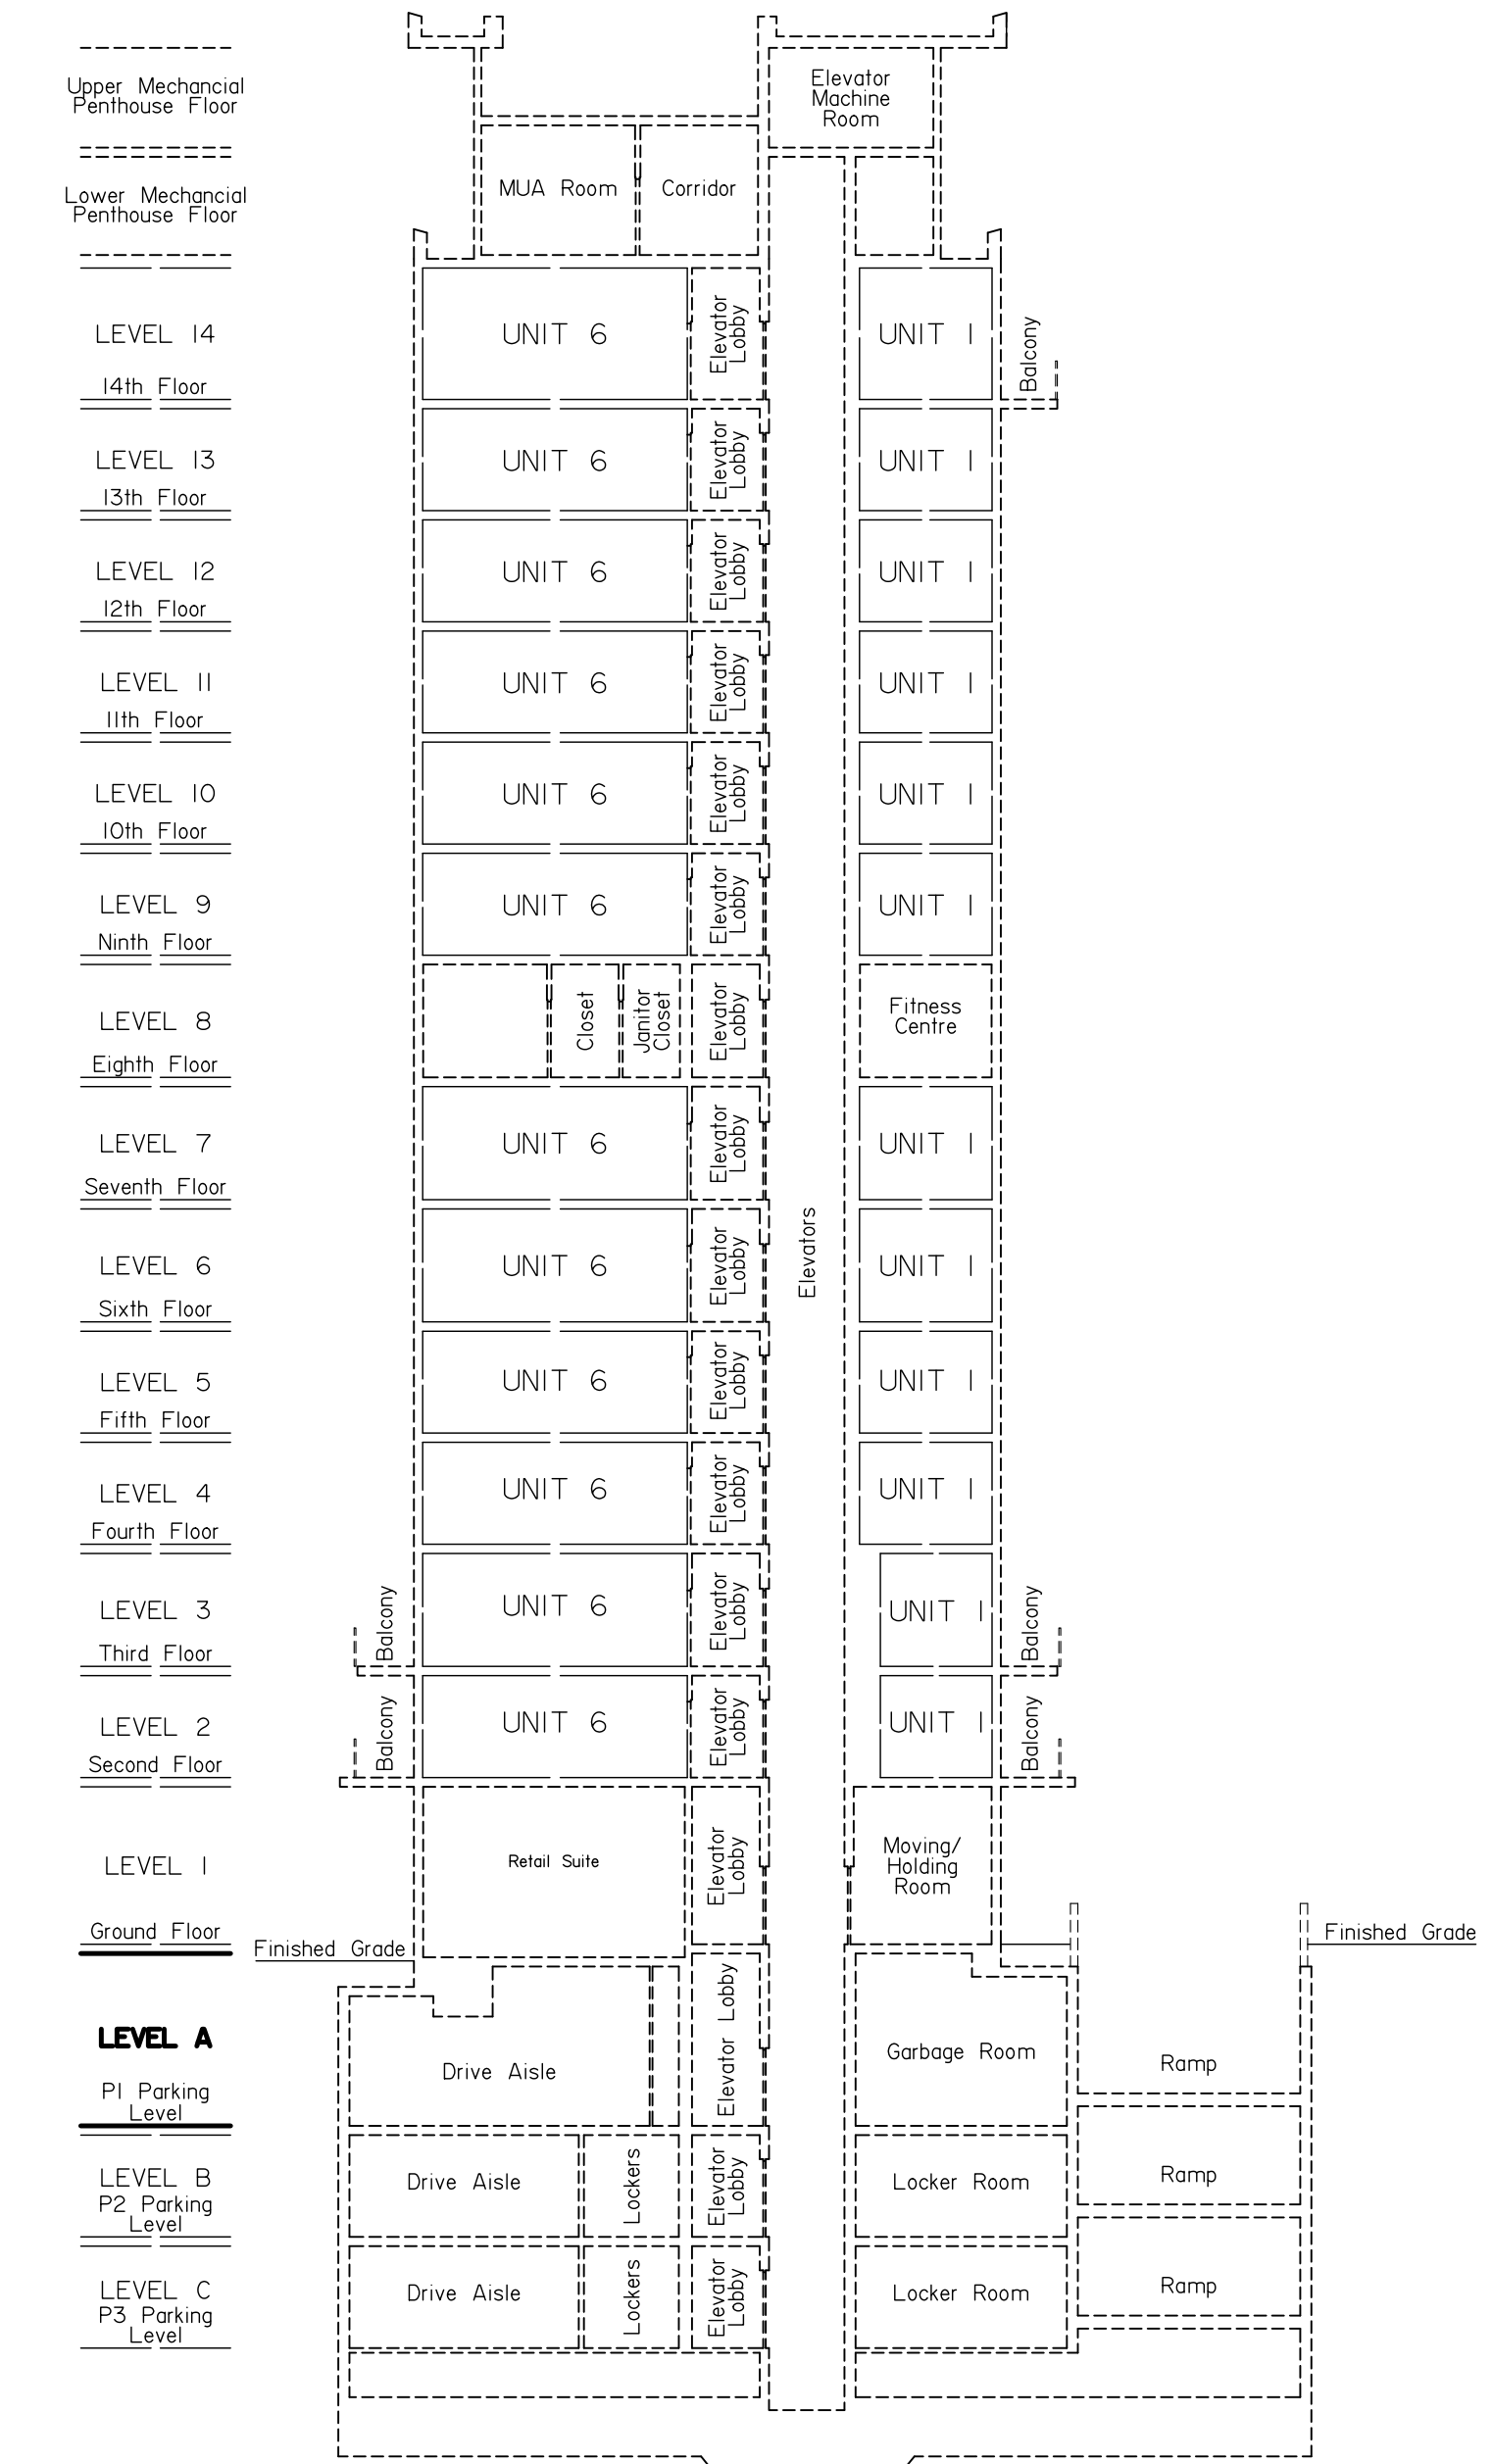 Upper Mechancial
Penthouse Floor
Elevator
Machine
Room
Lower Mechancial
Penthouse Floor
MUA Room
Corridor
LEVEL 14
14th Floor
UNIT 6
Elevator
Lobby
UNIT 1
Balcony
LEVEL 13
13th Floor
UNIT 6
Elevator
Lobby
UNIT 1
LEVEL 12
12th Floor
UNIT 6
Elevator
Lobby
UNIT 1
LEVEL 11
11th Floor
UNIT 6
Elevator
Lobby
UNIT 1
LEVEL 10
10th Floor
UNIT 6
Elevator
Lobby
UNIT 1
LEVEL 9
Ninth Floor
UNIT 6
Elevator
Lobby
UNIT 1
LEVEL 8
Eighth Floor
Closet
Janitor
Closet
Elevator
Lobby
Fitness
Centre
LEVEL 7
Seventh Floor
UNIT 6
Elevator
Lobby
UNIT 1
LEVEL 6
Sixth Floor
UNIT 6
Elevator
Lobby
Elevators
UNIT 1
LEVEL 5
Fifth Floor
UNIT 6
Elevator
Lobby
UNIT 1
LEVEL 4
Fourth Floor
UNIT 6
Elevator
Lobby
UNIT 1
LEVEL 3
Third Floor
Balcony
UNIT 6
Elevator
Lobby
UNIT 1
Balcony
LEVEL 2
Second Floor
Balcony
UNIT 6
Elevator
Lobby
UNIT 1
Balcony
LEVEL 1
Ground Floor
Retail Suite
Elevator
Lobby
Moving/
Holding
Room
Finished Grade
Finished Grade
LEVEL A
P1 Parking
Level
Drive Aisle
Elevator Lobby
Garbage Room
Ramp
LEVEL B
P2 Parking
Level
Drive Aisle
Lockers
Elevator
Lobby
Locker Room
Ramp
LEVEL C
P3 Parking
Level
Drive Aisle
Lockers
Elevator
Lobby
Locker Room
Ramp